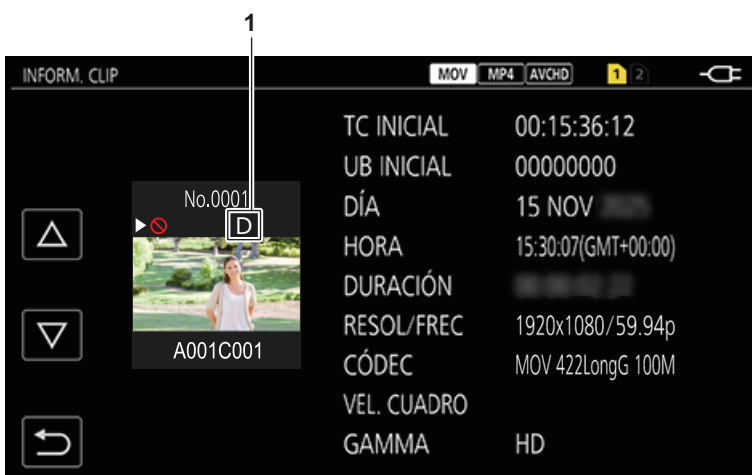 1
INFORM. CLIP MOV MP4 AVCHD 1 2
TC INICIAL 00:15:36:12
UB INICIAL 00000000
No.0001
D
DÍA 15 NOV
HORA 15:30:07(GMT+00:00)
DURACIÓN
RESOL/FREC 1920x1080/59.94p
A001C001
CÓDEC MOV 422LongG 100M
VEL. CUADRO
GAMMA HD